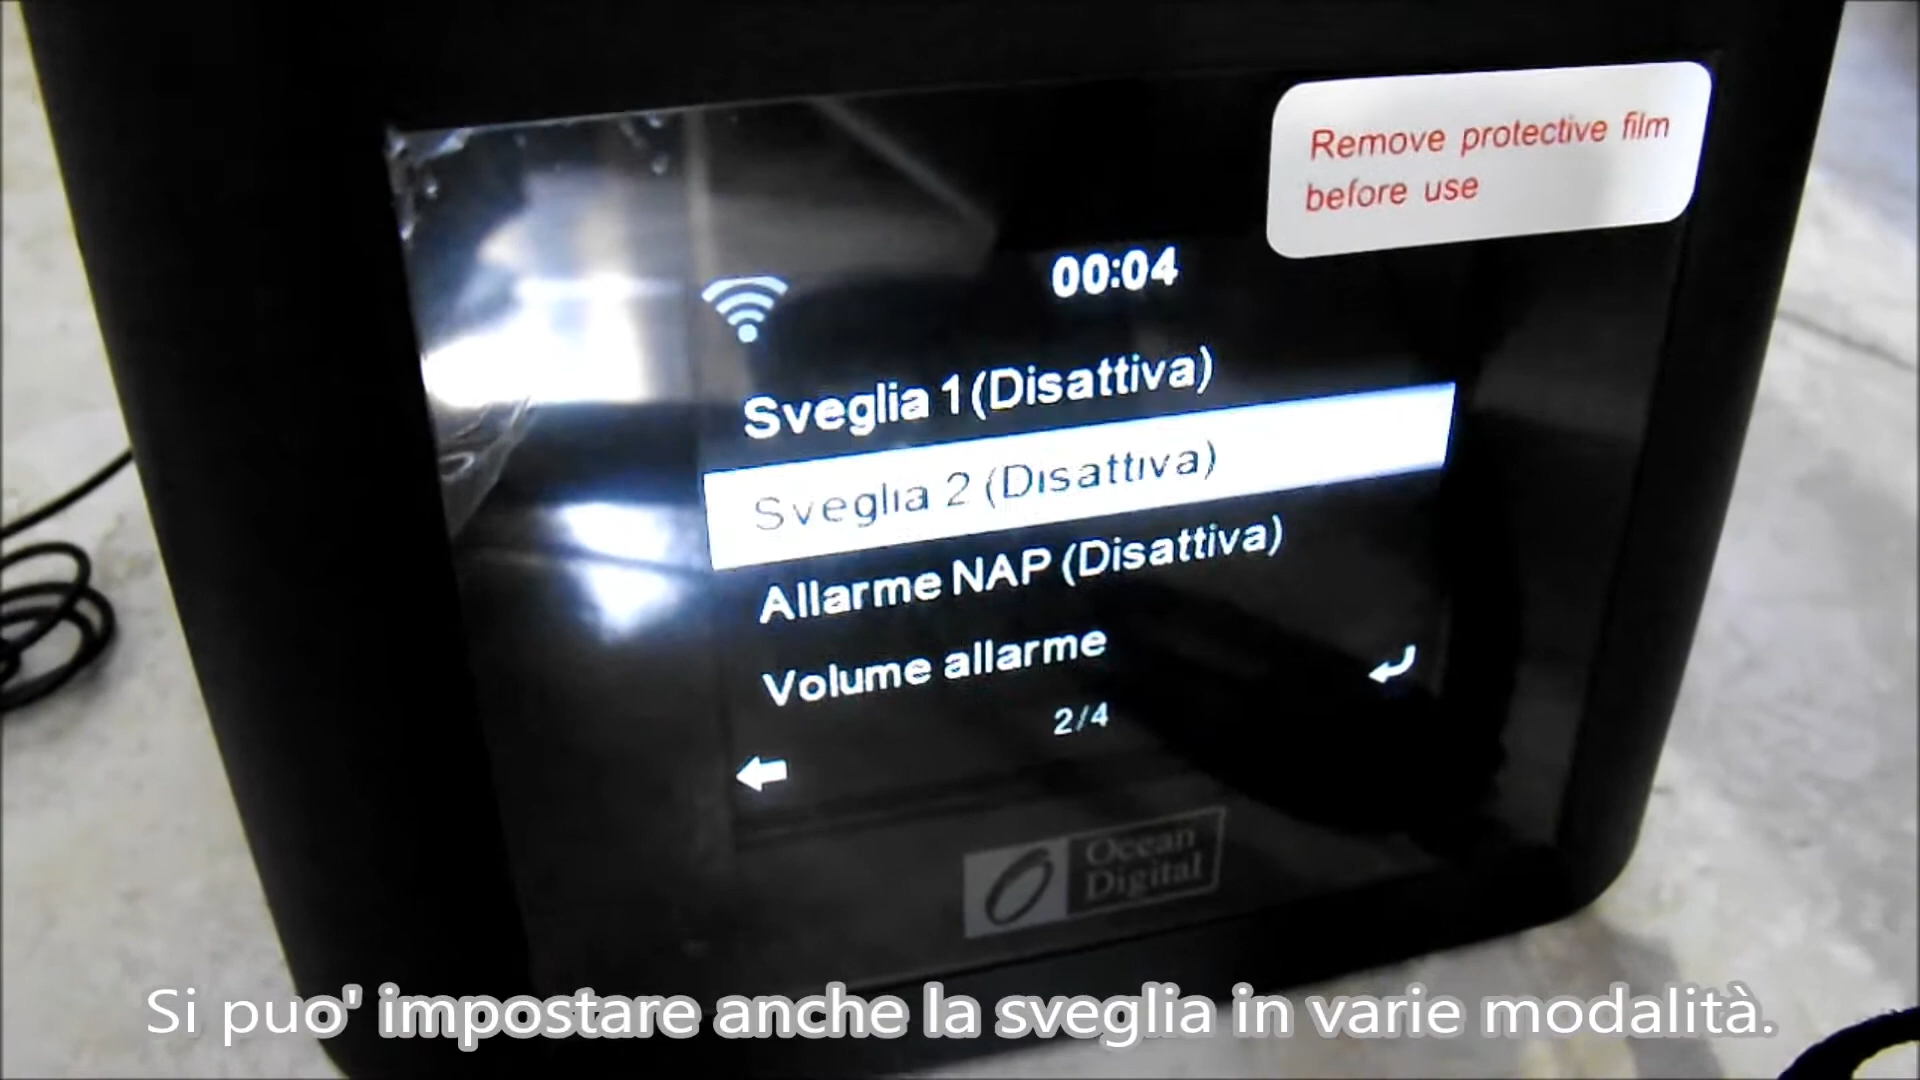 Remove protective film
before use
00:04
Sveglia 1 (Disattiva)
Sveglia 2 (Disattiva)
Allarme NAP (Disattiva)
Volume allarme
2/4
Ocean
Digital
Si puo' impostare anche la sveglia in varie modalità.